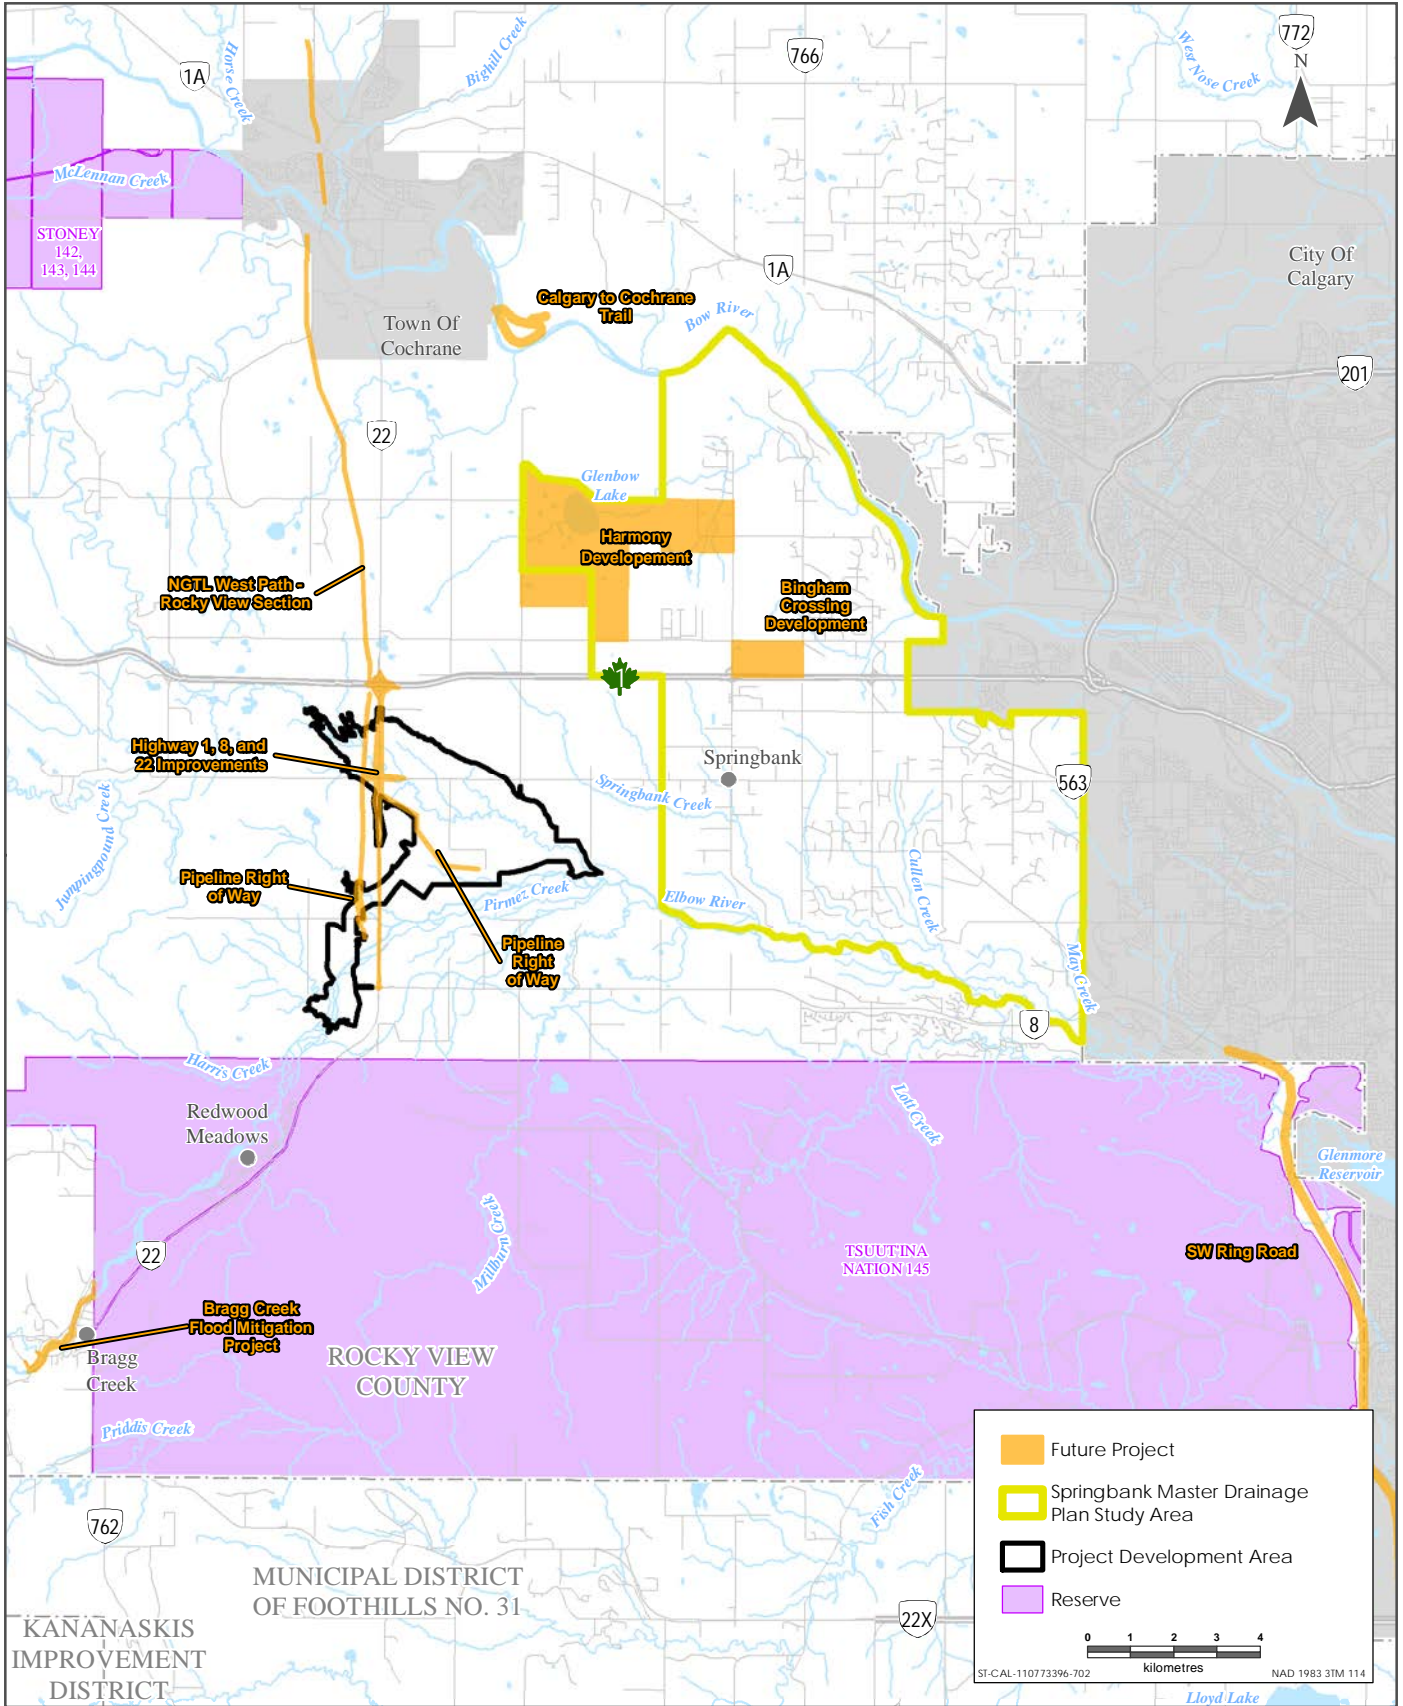 772
N
766
1A
Horse Creek
Bighill Creek
West Nose Creek
McLennan Creek
STONEY
142,
143, 144
City Of
Calgary
1A
Calgary to Cochrane
Trail
Bow River
Town Of
Cochrane
201
22
Glenbow
Lake
Harmony
Developement
NGTL West Path -
Rocky View Section
Bingham
Crossing
Development
1
Highway 1, 8, and
22 Improvements
Springbank
563
Springbank Creek
Jumpingpound Creek
Cullen Creek
Pipeline Right
of Way
Pirmez Creek
Elbow River
Pipeline
Right
of Way
May Creek
8
Harris Creek
Redwood
Meadows
Lott Creek
Glenmore
Reservoir
Millburn Creek
22
TSUUT'INA
NATION 145
SW Ring Road
Bragg Creek
Flood Mitigation
Project
Bragg
Creek
ROCKY VIEW
COUNTY
Priddis Creek
Fish Creek
762
MUNICIPAL DISTRICT
OF FOOTHILLS NO. 31
22X
KANANASKIS
IMPROVEMENT
DISTRICT
Future Project
Springbank Master Drainage
Plan Study Area
Project Development Area
Reserve
0 1 2 3 4
kilometres
ST-CAL-110773396-702
NAD 1983 3TM 114
Lloyd Lake